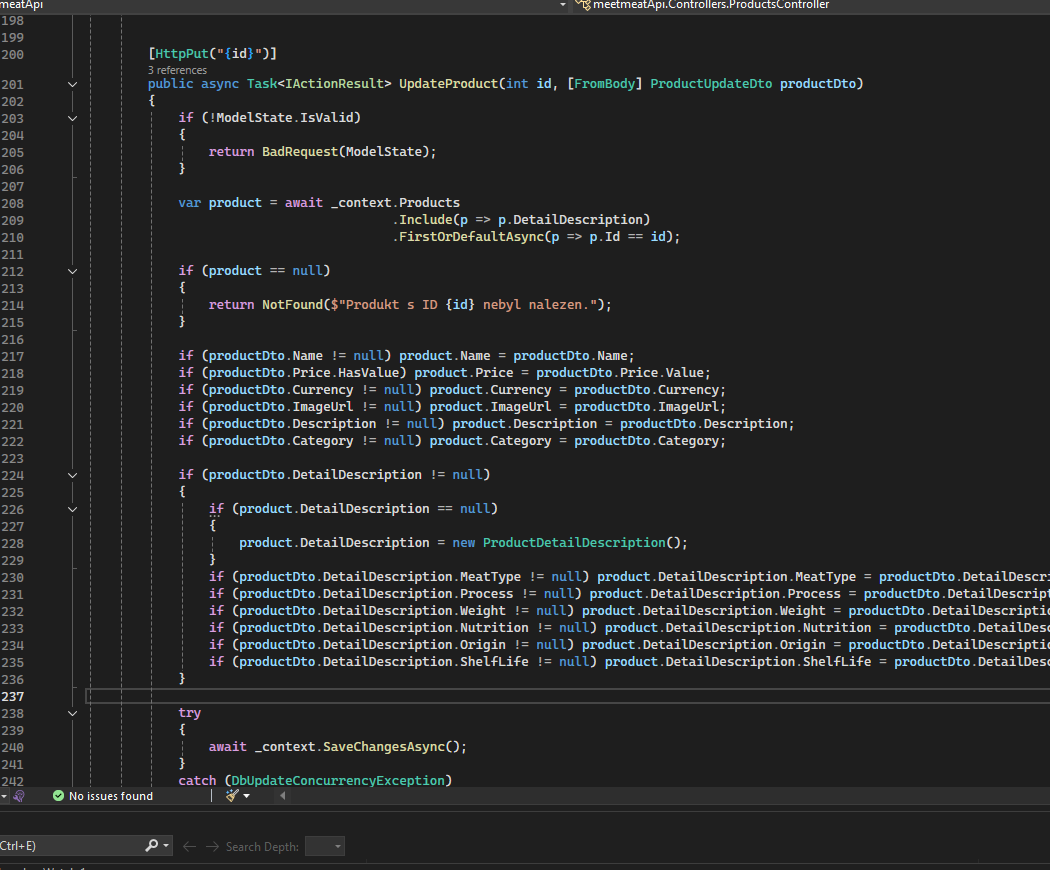 meatApi
meetmeatApi.Controllers.ProductsController
198
199
200 [HttpPut("{id}")]
3 references
201 public async Task<IActionResult> UpdateProduct(int id, [FromBody] ProductUpdateDto productDto)
202 {
203 if (!ModelState.IsValid)
204 {
205 return BadRequest(ModelState);
206 }
207
208 var product = await _context.Products
209 .Include(p => p.DetailDescription)
210 .FirstOrDefaultAsync(p => p.Id == id);
211
212 if (product == null)
213 {
214 return NotFound($"Produkt s ID {id} nebyl nalezen.");
215 }
216
217 if (productDto.Name != null) product.Name = productDto.Name;
218 if (productDto.Price.HasValue) product.Price = productDto.Price.Value;
219 if (productDto.Currency != null) product.Currency = productDto.Currency;
220 if (productDto.ImageUrl != null) product.ImageUrl = productDto.ImageUrl;
221 if (productDto.Description != null) product.Description = productDto.Description;
222 if (productDto.Category != null) product.Category = productDto.Category;
223
224 if (productDto.DetailDescription != null)
225 {
226 if (product.DetailDescription == null)
227 {
228 product.DetailDescription = new ProductDetailDescription();
229 }
230 if (productDto.DetailDescription.MeatType != null) product.DetailDescription.MeatType = productDto.DetailDescri
231 if (productDto.DetailDescription.Process != null) product.DetailDescription.Process = productDto.DetailDescript
232 if (productDto.DetailDescription.Weight != null) product.DetailDescription.Weight = productDto.DetailDescriptio
233 if (productDto.DetailDescription.Nutrition != null) product.DetailDescription.Nutrition = productDto.DetailDesc
234 if (productDto.DetailDescription.Origin != null) product.DetailDescription.Origin = productDto.DetailDescriptio
235 if (productDto.DetailDescription.ShelfLife != null) product.DetailDescription.ShelfLife = productDto.DetailDesc
236 }
237
238 try
239 {
240 await _context.SaveChangesAsync();
241 }
242 catch (DbUpdateConcurrencyException)
No issues found
Ctrl+E)
Search Depth: